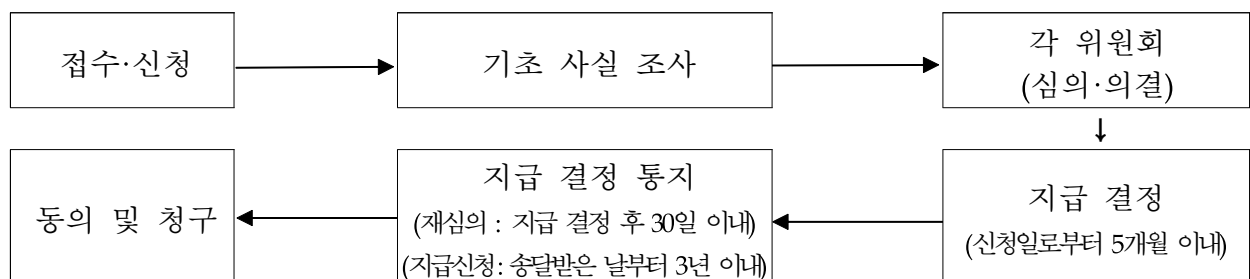 접수·신청
기초 사실 조사
각 위원회
(심의·의결)
지급 결정
(신청일로부터 5개월 이내)
지급 결정 통지
(재심의 : 지급 결정 후 30일 이내)
(지급신청: 송달받은 날부터 3년 이내)
동의 및 청구